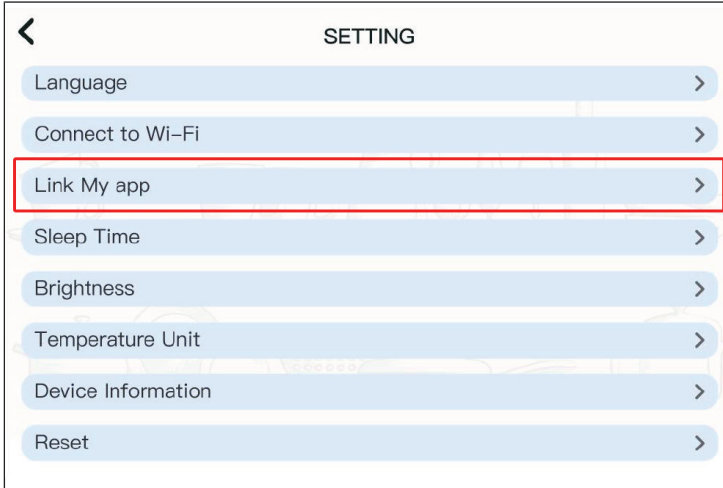 SETTING
Language
Connect to Wi-Fi
Link My app
Sleep Time
Brightness
Temperature Unit
Device Information
Reset